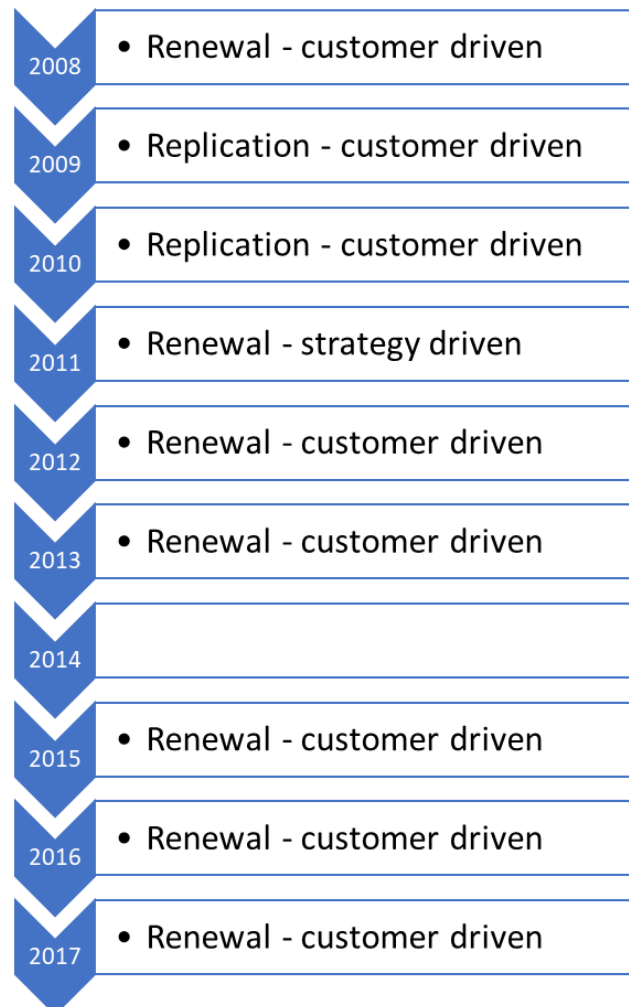 2008
• Renewal - customer driven
2009
• Replication - customer driven
2010
• Replication - customer driven
2011
• Renewal - strategy driven
2012
• Renewal - customer driven
2013
• Renewal - customer driven
2014
2015
• Renewal - customer driven
2016
• Renewal - customer driven
2017
• Renewal - customer driven